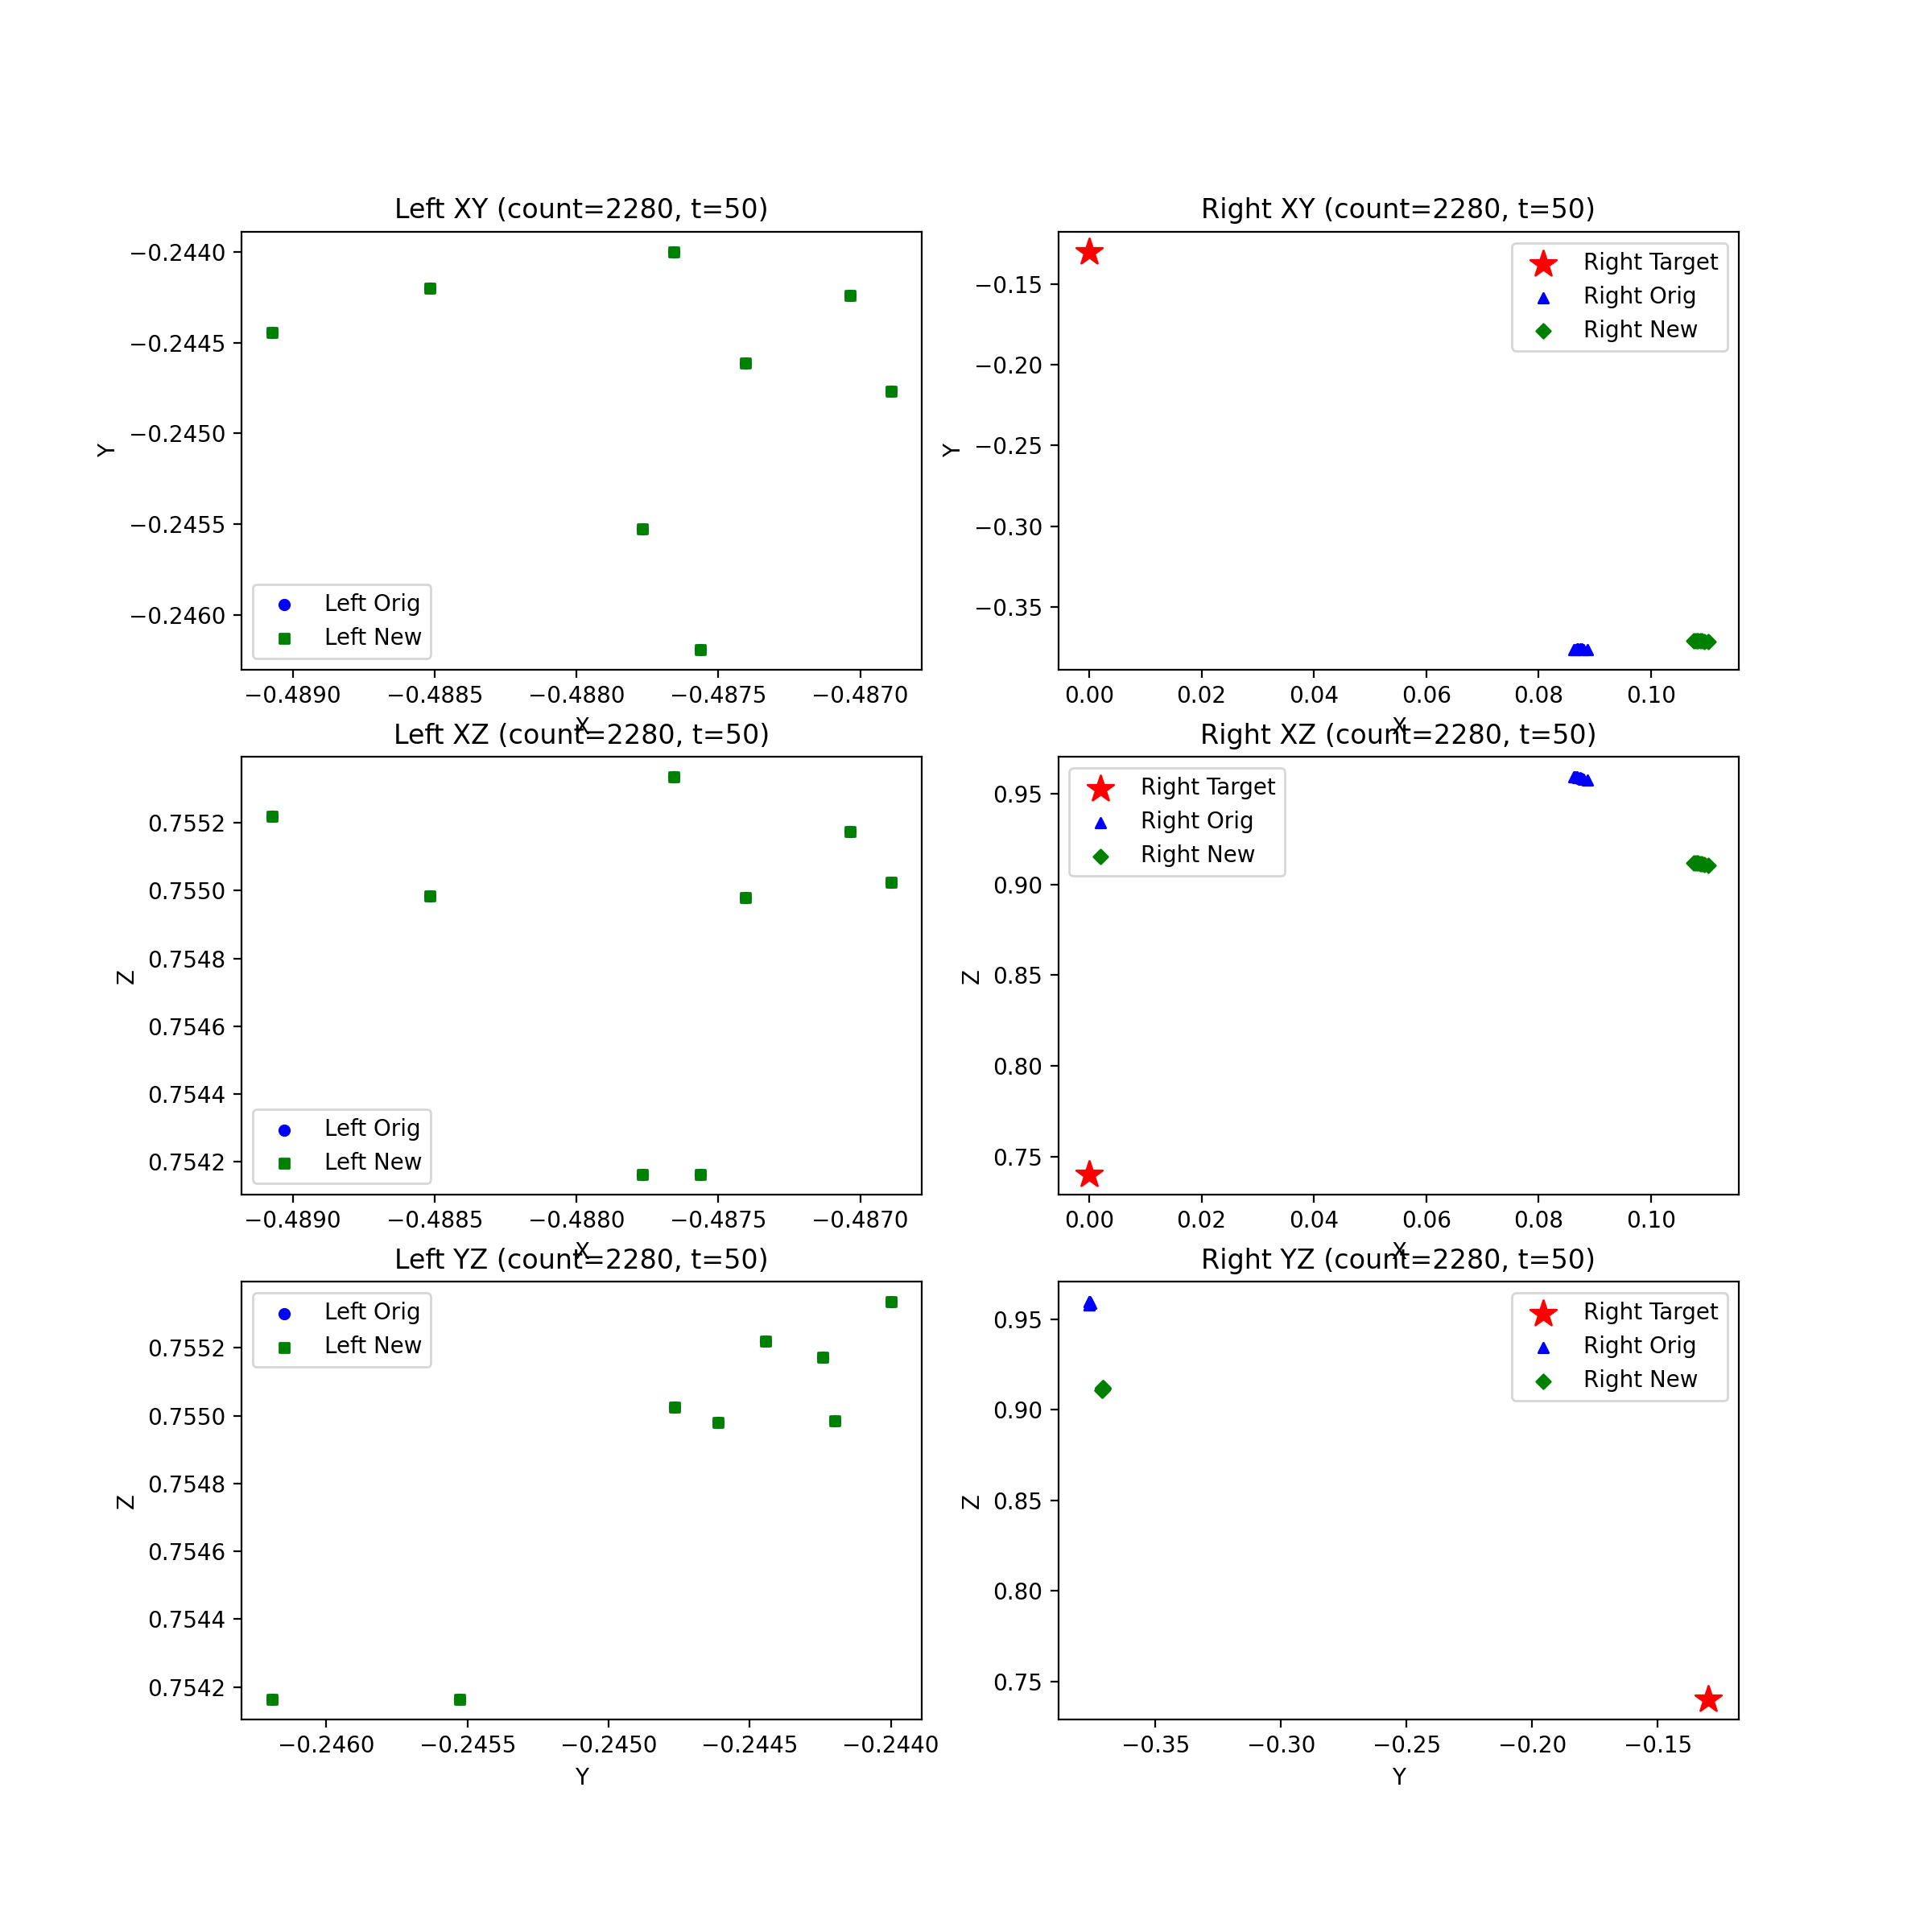 Left XY (count=2280, t=50)
−0.2440
−0.2445
−0.2450
−0.2455
−0.2460
Y
Left Orig
Left New
−0.4890
−0.4885
−0.4880
−0.4875
−0.4870
X
Right XY (count=2280, t=50)
−0.15
−0.20
−0.25
−0.30
−0.35
Y
Right Target
Right Orig
Right New
0.00
0.02
0.04
0.06
0.08
0.10
X
Left XZ (count=2280, t=50)
0.7552
0.7550
0.7548
0.7546
0.7544
0.7542
Z
Left Orig
Left New
−0.4890
−0.4885
−0.4880
−0.4875
−0.4870
X
Right XZ (count=2280, t=50)
0.95
0.90
0.85
0.80
0.75
Z
Right Target
Right Orig
Right New
0.00
0.02
0.04
0.06
0.08
0.10
X
Left YZ (count=2280, t=50)
0.7552
0.7550
0.7548
0.7546
0.7544
0.7542
Z
Left Orig
Left New
−0.2460
−0.2455
−0.2450
−0.2445
−0.2440
Y
Right YZ (count=2280, t=50)
0.95
0.90
0.85
0.80
0.75
Z
Right Target
Right Orig
Right New
−0.35
−0.30
−0.25
−0.20
−0.15
Y